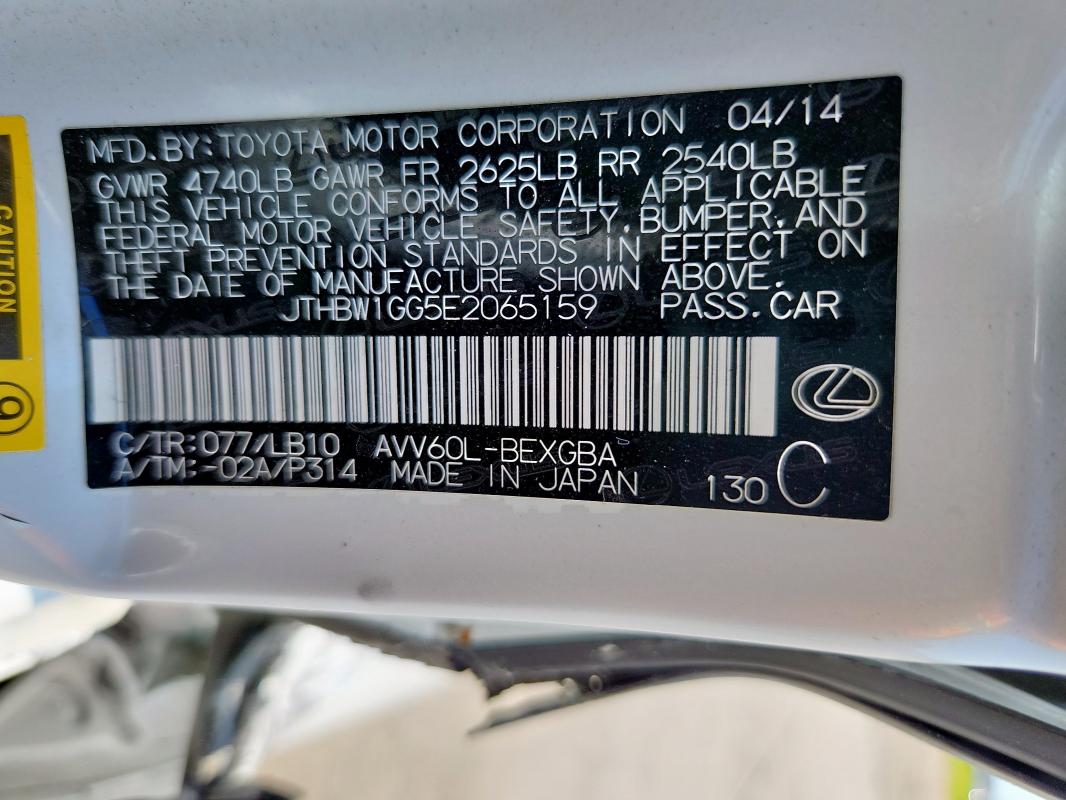 MFD.BY:TOYOTA MOTOR CORPORATION 04/14
GVWR 4740LB GAWR FR 2625LB RR 2540LB
THIS VEHICLE CONFORMS TO ALL APPLICABLE
FEDERAL MOTOR VEHICLE SAFETY,BUMPER,AND
THEFT PREVENTION STANDARDS IN EFFECT ON
THE DATE OF MANUFACTURE SHOWN ABOVE.
JTHBW1GG5E2065159 PASS.CAR
C/TR:077/LB10 AVV60L-BEXGBA
A/TM:-02A/P314 MADE IN JAPAN 130 C
CAUTION